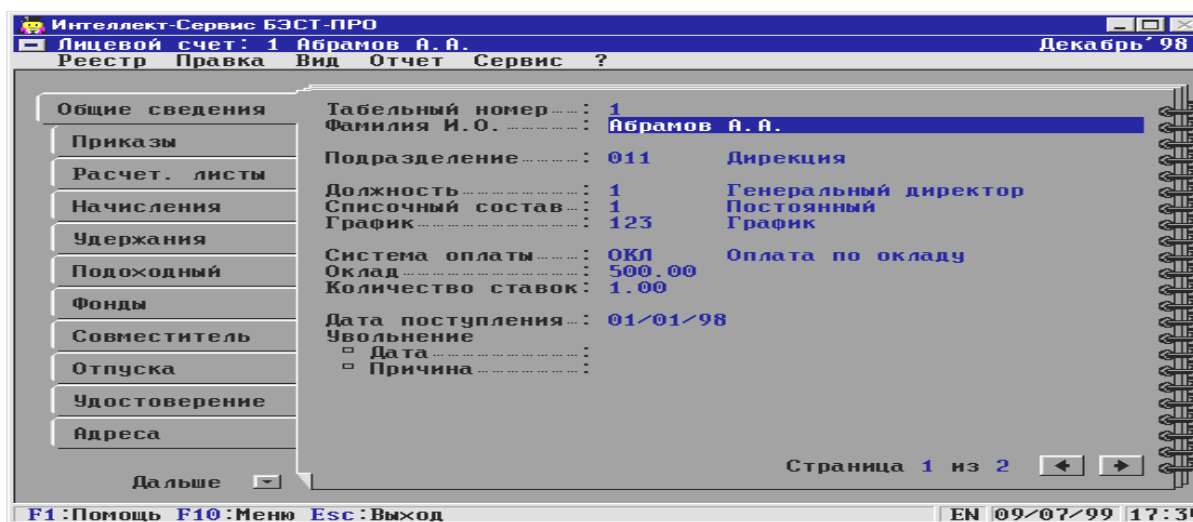 Интеллект-Сервис БЭСТ-ПРО
Лицевой счет: 1 Абрамов А.А. Декабрь'98
Реестр Правка Вид Отчет Сервис ?
Общие сведения
Приказы
Расчет. листы
Начисления
Удержания
Подоходный
Фонды
Совместитель
Отпуска
Удостоверение
Адреса
Дальше
Табельный номер: 1
Фамилия И.О.: Абрамов А.А.
Подразделение: 011 Дирекция
Должность: 1 Генеральный директор
Списочный состав: 1 Постоянный
График: 123 График
Система оплаты: ОКЛ Оплата по окладу
Оклад: 500.00
Количество ставок: 1.00
Дата поступления: 01/01/98
Увольнение
Дата:
Причина:
Страница 1 из 2
F1:Помощь F10:Меню Esc:Выход EN 09/07/99